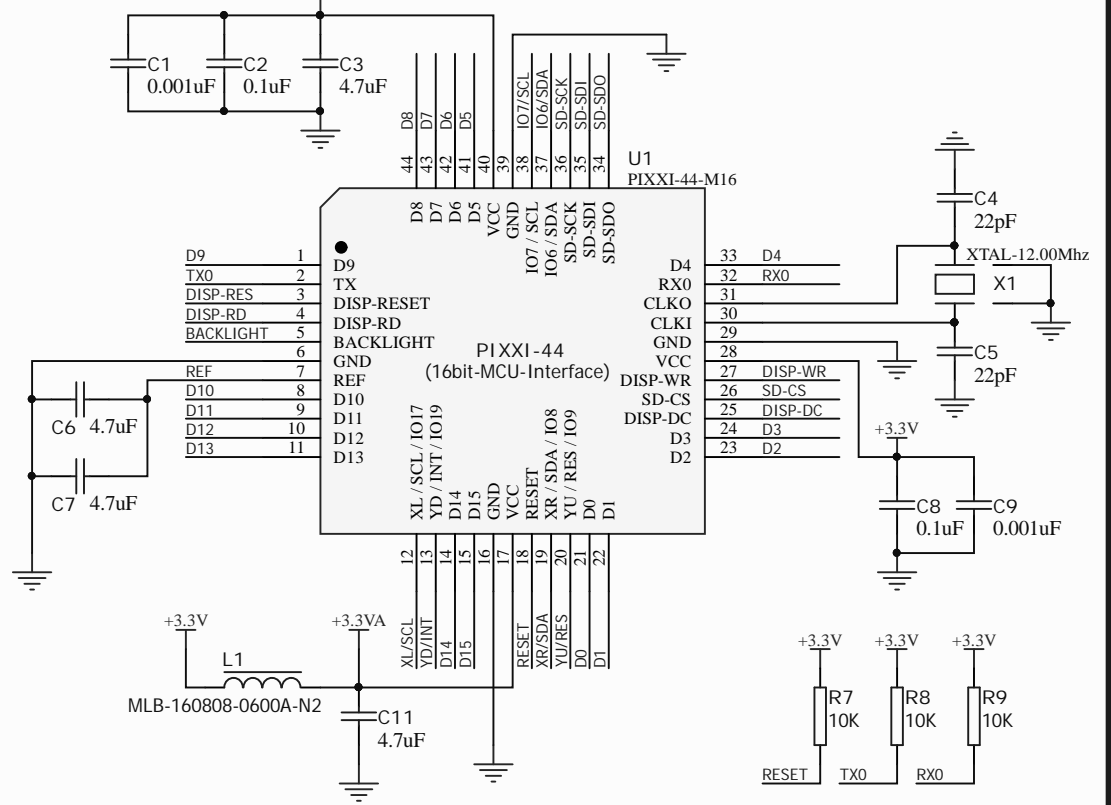 C1
0.001uF
C2
0.1uF
C3
4.7uF
D8
D7
D6
D5
IO7/SCL
IO6/SDA
SD-SCK
SD-SDI
SD-SDO
44
43
42
41
40
39
38
37
36
35
34
U1
PIXXI-44-M16
D8
D7
D6
D5
VCC
GND
IO7 / SCL
IO6 / SDA
SD-SCK
SD-SDI
SD-SDO
D9 1 D9
TX0 2 TX
DISP-RES 3 DISP-RESET
DISP-RD 4 DISP-RD
BACKLIGHT 5 BACKLIGHT
6 GND
REF 7 REF
D10 8 D10
D11 9 D11
D12 10 D12
D13 11 D13
PIXXI-44
(16bit-MCU-Interface)
D4 33 D4
RX0 32 RX0
CLKO 31
CLKI 30
GND 29
VCC 28
DISP-WR 27 DISP-WR
SD-CS 26 SD-CS
DISP-DC 25 DISP-DC
D3 24 D3
D2 23 D2
C4
22pF
XTAL-12.00Mhz
X1
C5
22pF
C6 4.7uF
C7 4.7uF
+3.3V
C8
0.1uF
C9
0.001uF
XL / SCL / IO17
YD / INT / IO19
D14
D15
GND
VCC
RESET
XR / SDA / IO8
YU / RES / IO9
D0
D1
12
13
14
15
16
17
18
19
20
21
22
XL/SCL
YD/INT
D14
D15
RESET
XR/SDA
YU/RES
D0
D1
+3.3V
+3.3VA
L1
MLB-160808-0600A-N2
C11
4.7uF
+3.3V +3.3V +3.3V
R7
10K
R8
10K
R9
10K
RESET TX0 RX0